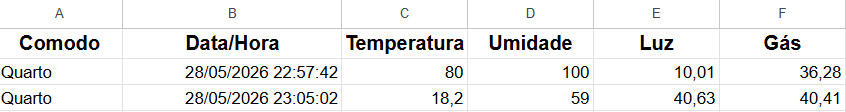 A B C D E F
Comodo Data/Hora Temperatura Umidade Luz Gás
Quarto 28/05/2026 22:57:42 80 100 10,01 36,28
Quarto 28/05/2026 23:05:02 18,2 59 40,63 40,41